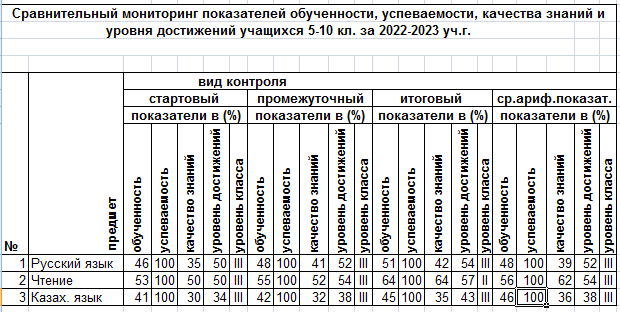 Сравнительный мониторинг показателей обученности, успеваемости, качества знаний и
уровня достижений учащихся 5-10 кл. за 2022-2023 уч.г.
вид контроля
стартовый промежуточный итоговый ср.ариф.показат.
показатели в (%) показатели в (%) показатели в (%) показатели в (%)
№ предмет обученность успеваемость качество знаний уровень достижений уровень класса обученность успеваемость качество знаний уровень достижений уровень класса обученность успеваемость качество знаний уровень достижений уровень класса обученность успеваемость качество знаний уровень достижений уровень класса
1 Русский язык 46 100 35 50 III 48 100 41 52 III 51 100 42 54 III 48 100 39 52 III
2 Чтение 53 100 50 50 III 55 100 52 54 III 64 100 64 57 II 56 100 62 54 III
3 Казах. язык 41 100 30 34 III 42 100 32 38 III 45 100 35 43 III 46 100 36 38 III